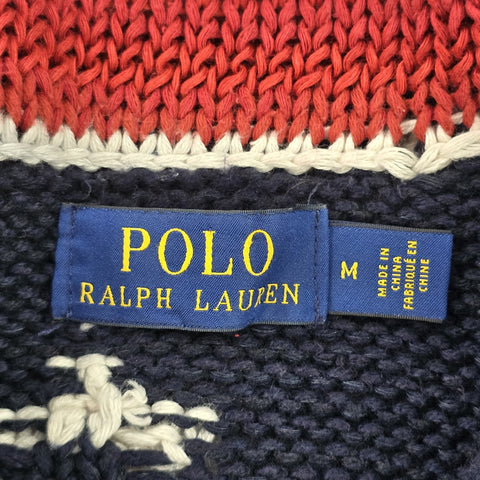 POLO
RALPH LAUREN
M
MADE IN
CHINA
FABRIQUÉ EN
CHINE